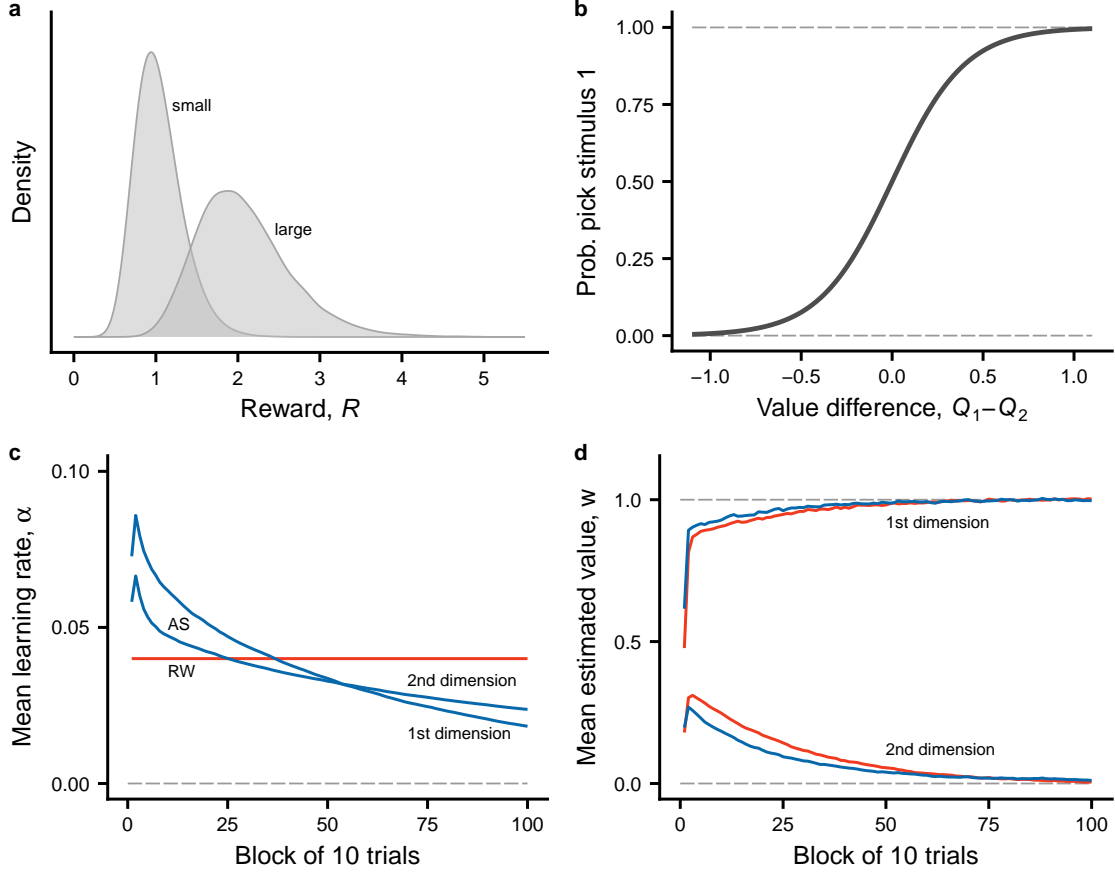 a
Density
small
large
0 1 2 3 4 5
Reward, R
b
Prob. pick stimulus 1
1.00
0.75
0.50
0.25
0.00
−1.0 −0.5 0.0 0.5 1.0
Value difference, Q₁−Q₂
c
Mean learning rate, α
0.10
0.05
0.00
AS
RW
2nd dimension
1st dimension
0 25 50 75 100
Block of 10 trials
d
Mean estimated value, w
1.0
0.5
0.0
1st dimension
2nd dimension
0 25 50 75 100
Block of 10 trials